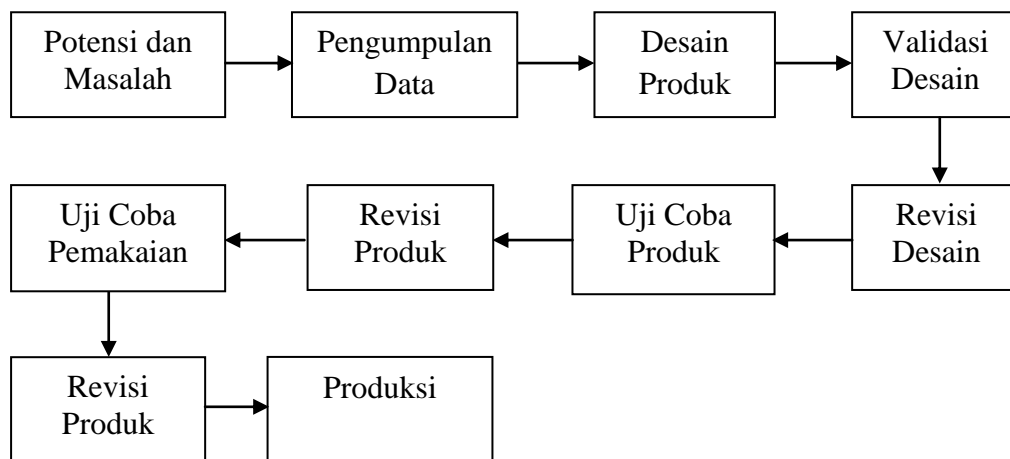 Potensi dan
Masalah
Pengumpulan
Data
Desain
Produk
Validasi
Desain
Revisi
Desain
Uji Coba
Produk
Revisi
Produk
Uji Coba
Pemakaian
Revisi
Produk
Produksi